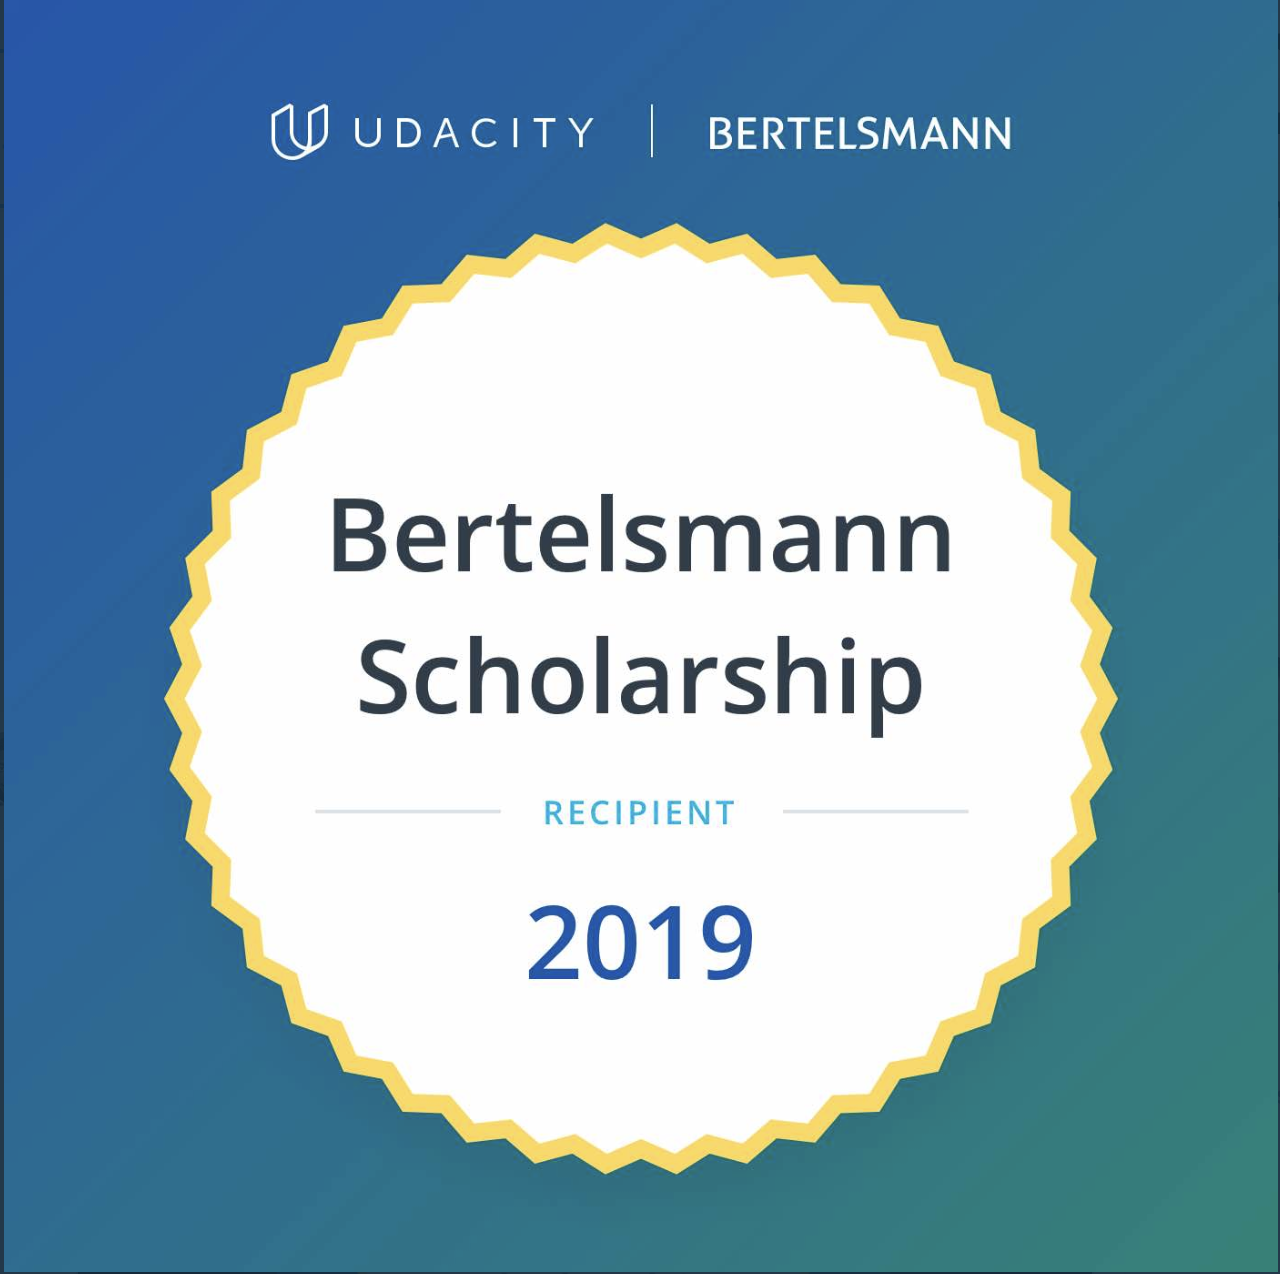 UDACITY | BERTELSMANN
Bertelsmann
Scholarship
RECIPIENT
2019